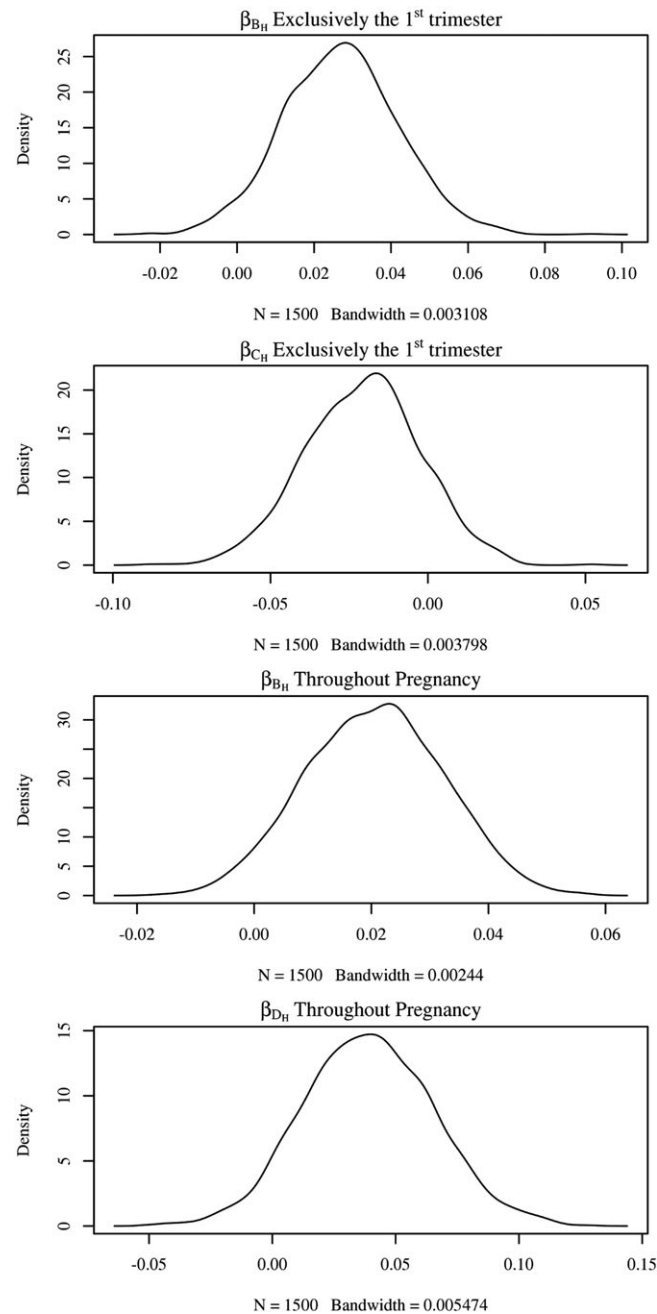 β_{B_H} Exclusively the 1^{st} trimester
Density
25
20
15
10
5
0
-0.02 0.00 0.02 0.04 0.06 0.08 0.10
N = 1500 Bandwidth = 0.003108
β_{C_H} Exclusively the 1^{st} trimester
Density
20
15
10
5
0
-0.10 -0.05 0.00 0.05
N = 1500 Bandwidth = 0.003798
β_{B_H} Throughout Pregnancy
Density
30
20
10
5
0
-0.02 0.00 0.02 0.04 0.06
N = 1500 Bandwidth = 0.00244
β_{D_H} Throughout Pregnancy
Density
15
10
5
0
-0.05 0.00 0.05 0.10 0.15
N = 1500 Bandwidth = 0.005474